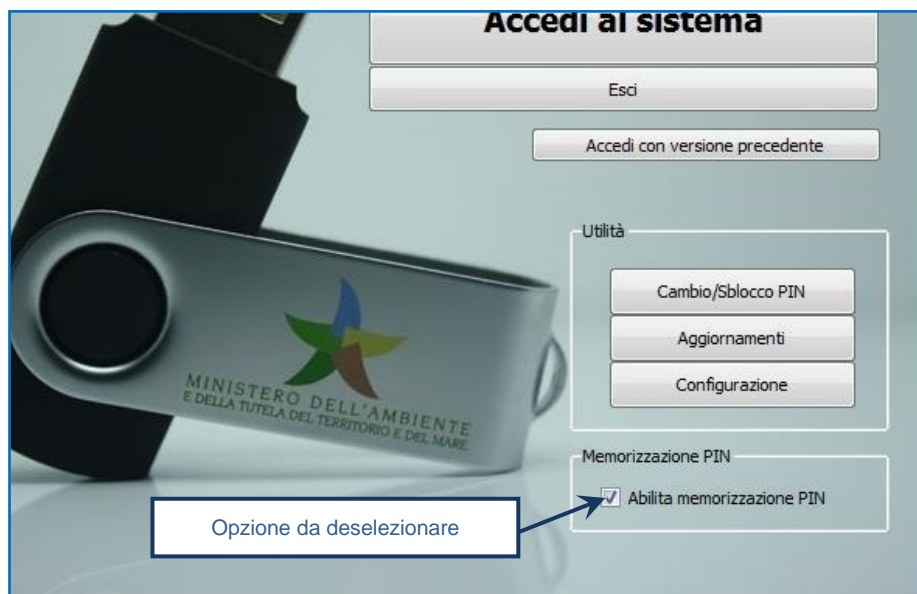 Accedi al sistema
Esci
Accedi con versione precedente
Utilità
Cambio/Sblocco PIN
Aggiornamenti
Configurazione
MINISTERO DELL'AMBIENTE
E DELLA TUTELA DEL TERRITORIO E DEL MARE
Memorizzazione PIN
Abilita memorizzazione PIN
Opzione da deselezionare